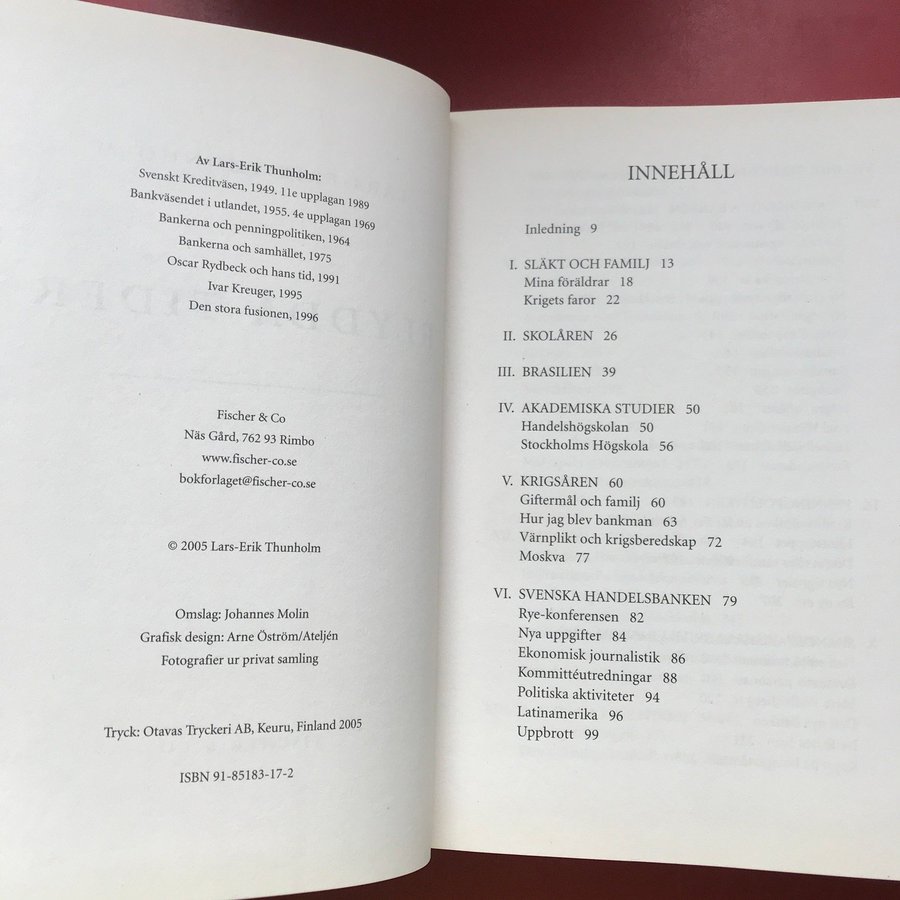 Av Lars-Erik Thunholm:
Svenskt Kreditväsen, 1949. 11e upplagan 1989
Bankväsendet i utlandet, 1955. 4e upplagan 1969
Bankerna och penningpolitiken, 1964
Bankerna och samhället, 1975
Oscar Rydbeck och hans tid, 1991
Ivar Kreuger, 1995
Den stora fusionen, 1996
Fischer & Co
Näs Gård, 762 93 Rimbo
www.fischer-co.se
bokforlaget@fischer-co.se
© 2005 Lars-Erik Thunholm
Omslag: Johannes Molin
Grafisk design: Arne Öström/Ateljén
Fotografier ur privat samling
Tryck: Otavas Tryckeri AB, Keuru, Finland 2005
ISBN 91-85183-17-2
INNEHÅLL
Inledning 9
I. SLÄKT OCH FAMILJ 13
Mina föräldrar 18
Krigets faror 22
II. SKOLÅREN 26
III. BRASILIEN 39
IV. AKADEMISKA STUDIER 50
Handelshögskolan 50
Stockholms Högskola 56
V. KRIGSÅREN 60
Giftermål och familj 60
Hur jag blev bankman 63
Värnplikt och krigsberedskap 72
Moskva 77
VI. SVENSKA HANDELSBANKEN 79
Rye-konferensen 82
Nya uppgifter 84
Ekonomisk journalistik 86
Kommittéutredningar 88
Politiska aktiviteter 94
Latinamerika 96
Uppbrott 99